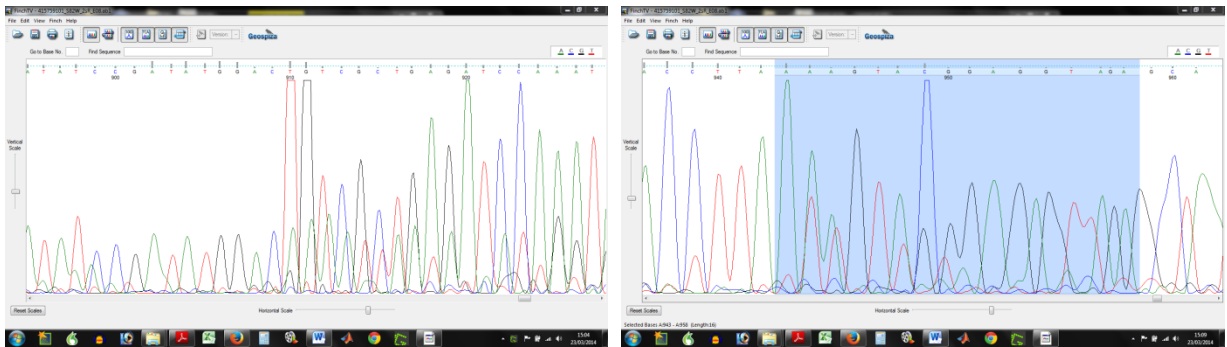 File Edit View Finch Help
Version
Geospiza
Go to Base No. Find Sequence
A C G T
A T A T C C G A T A T G G A C T G T C G C T G A G A T C C A A A T
900 910 920
Vertical
Scale
Reset Scales
Horizontal Scale
15:04
23/03/2014
File Edit View Finch Help
Version
Geospiza
Go to Base No. Find Sequence
A C G T
A C C T T A A A A G T A C G G A G G T A G A G C A
940 950 960
Vertical
Scale
Reset Scales
Horizontal Scale
Selected Bases A:943 - A:958 (Length:16)
15:09
23/03/2014